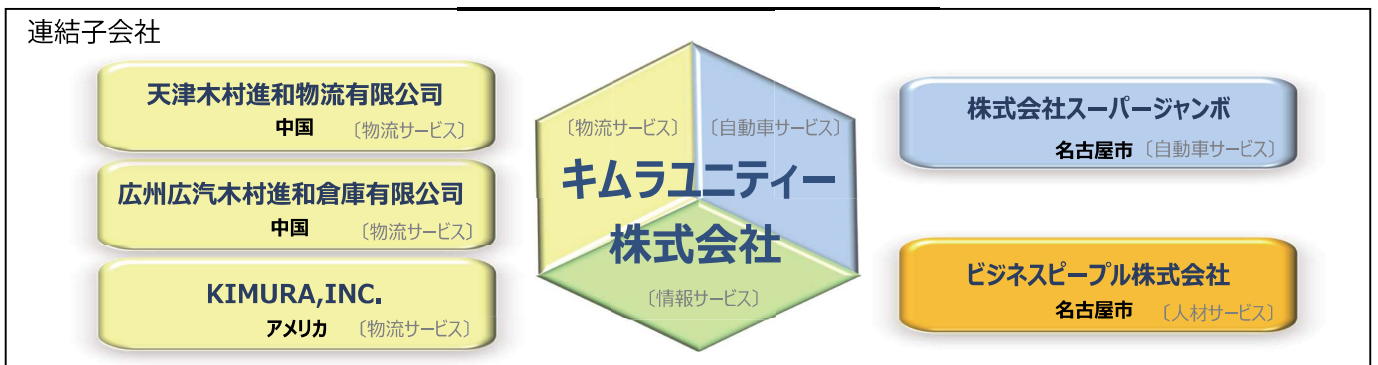 連結子会社
天津木村進和物流有限公司
中国 〔物流サービス〕
広州広汽木村進和倉庫有限公司
中国 〔物流サービス〕
KIMURA,INC.
アメリカ 〔物流サービス〕
〔物流サービス〕 〔自動車サービス〕
キムラユニティー
株式会社
〔情報サービス〕
株式会社スーパージャンボ
名古屋市 〔自動車サービス〕
ビジネスピープル株式会社
名古屋市 〔人材サービス〕